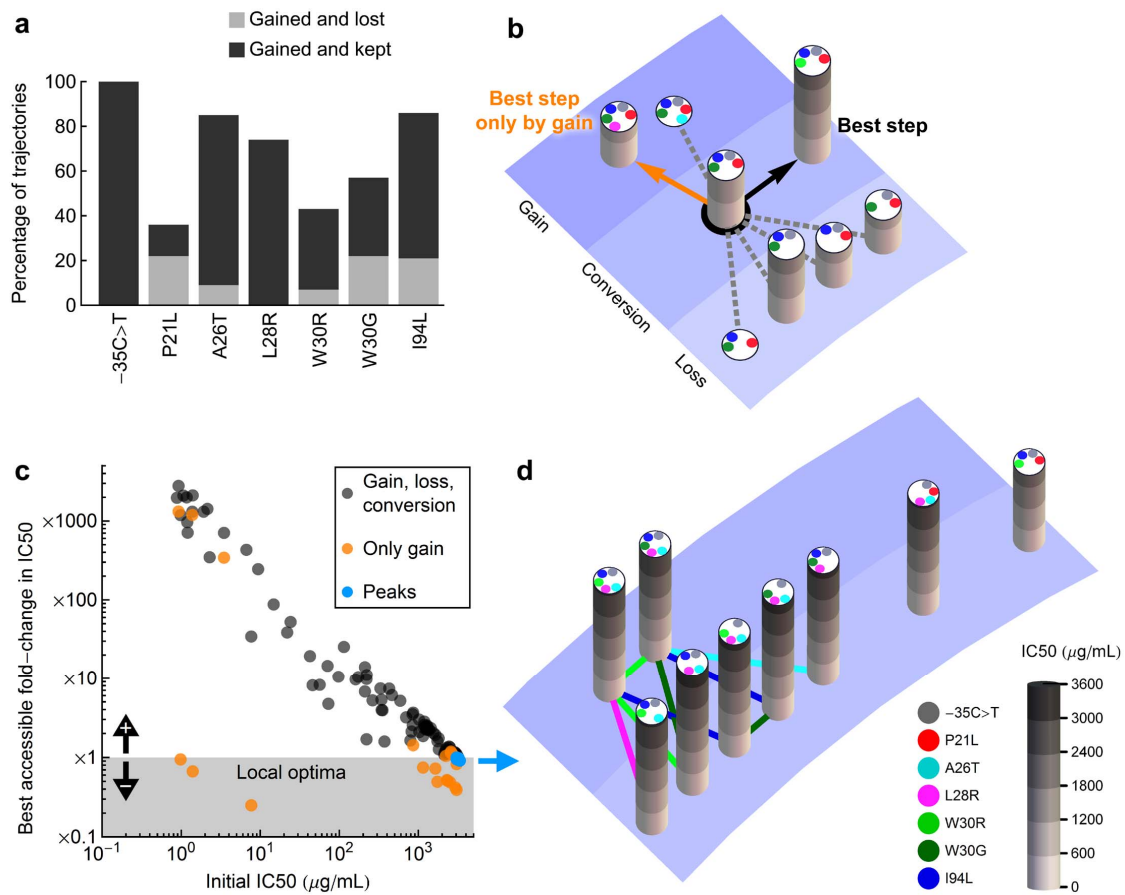 a
Gained and lost
Gained and kept
Percentage of trajectories
100
80
60
40
20
0
−35C>T
P21L
A26T
L28R
W30R
W30G
I94L
b
Best step
only by gain
Best step
Gain
Conversion
Loss
c
Best accessible fold−change in IC50
×1000
×100
×10
×1
×0.1
Gain, loss,
conversion
Only gain
Peaks
+
−
Local optima
10⁻¹
10⁰
10¹
10²
10³
Initial IC50 (μg/mL)
d
−35C>T
P21L
A26T
L28R
W30R
W30G
I94L
IC50 (μg/mL)
3600
3000
2400
1800
1200
600
0